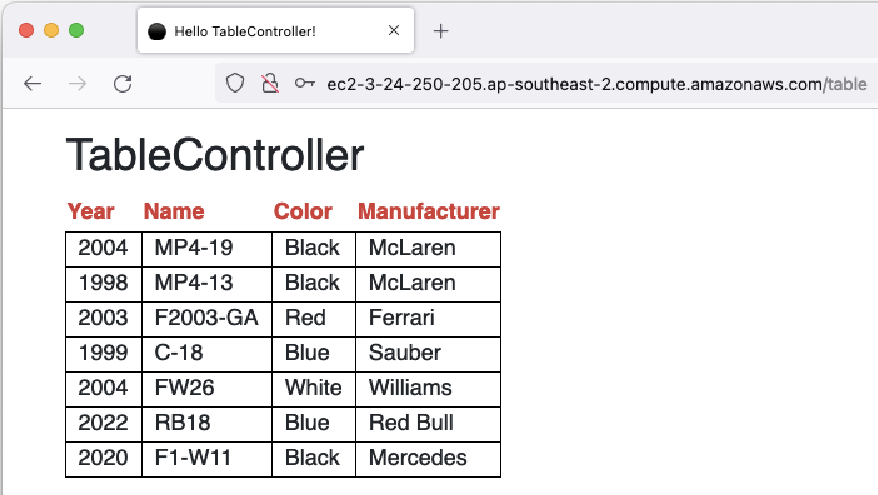 Hello TableController!
ec2-3-24-250-205.ap-southeast-2.compute.amazonaws.com/table
TableController
Year Name Color Manufacturer
2004 MP4-19 Black McLaren
1998 MP4-13 Black McLaren
2003 F2003-GA Red Ferrari
1999 C-18 Blue Sauber
2004 FW26 White Williams
2022 RB18 Blue Red Bull
2020 F1-W11 Black Mercedes